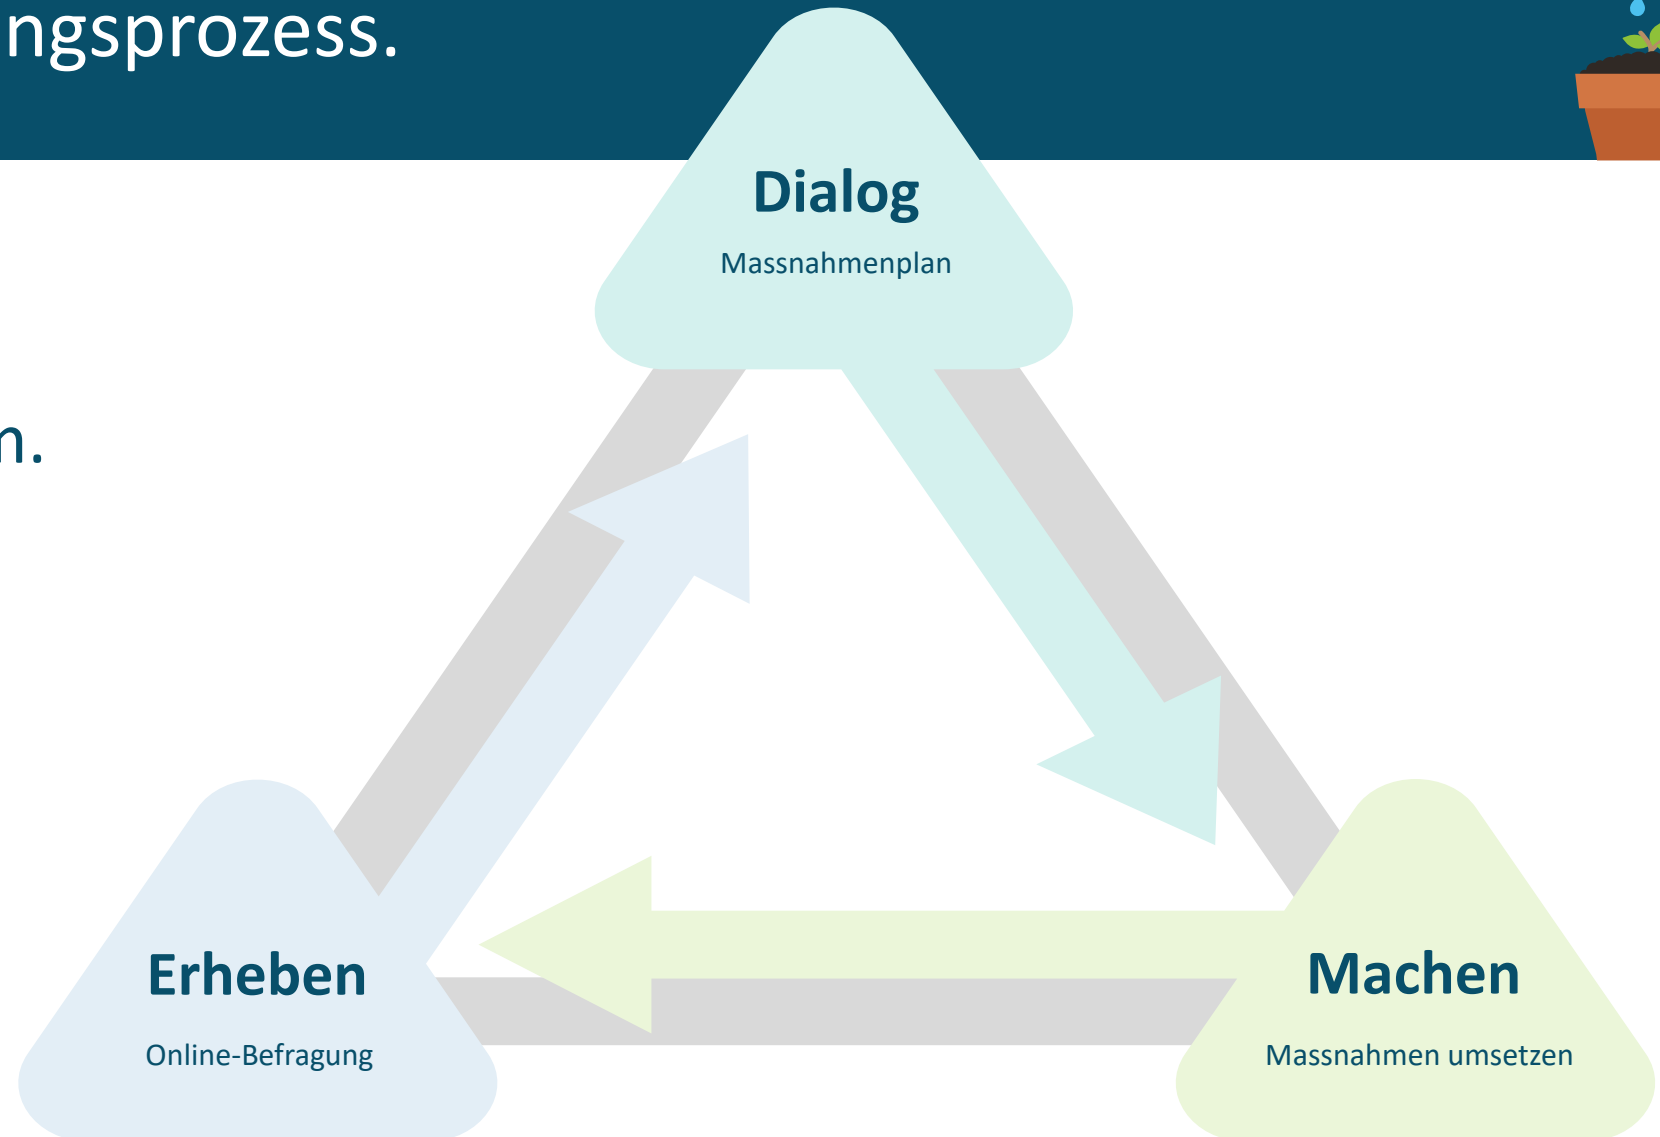 ngsprozess.
Dialog
Massnahmenplan
n.
Erheben
Online-Befragung
Machen
Massnahmen umsetzen